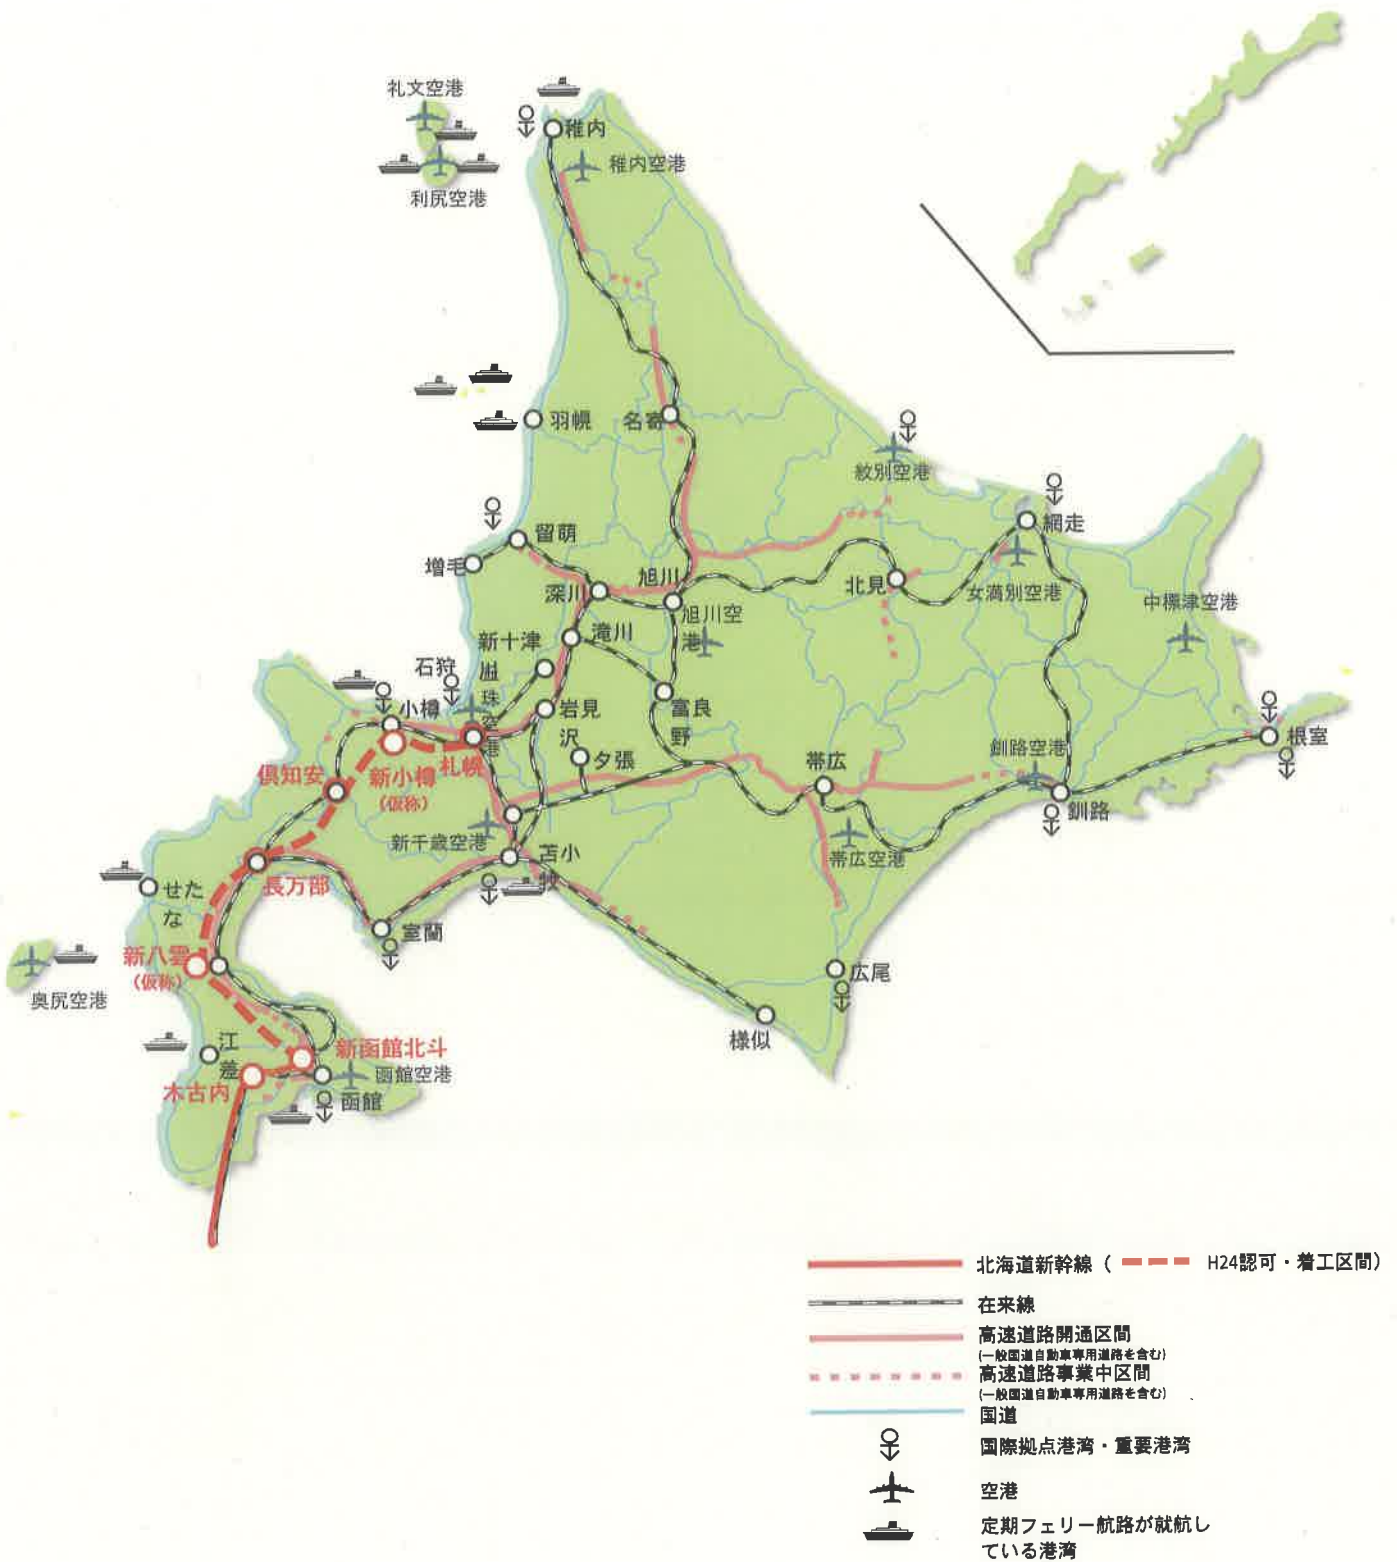 礼文空港
稚内
稚内空港
利尻空港
羽幌
名寄
紋別空港
網走
留萌
増毛
旭川
深川
北見
女満別空港
中標津空港
旭川空
港
滝川
新十津
川
石狩
丘
珠
空
港
小樽
岩見
沢
富良
野
根室
釧路空港
帯広
夕張
札幌
倶知安
新小樽
(仮称)
釧路
新千歳空港
帯広空港
苫小
牧
長万部
せた
な
室蘭
新八雲
(仮称)
広尾
奥尻空港
様似
江
差
新函館北斗
函館空港
木古内
函館
北海道新幹線(
H24認可・着工区間)
在来線
高速道路開通区間
(一般国道自動車専用道路を含む)
高速道路事業中区間
(一般国道自動車専用道路を含む)
国道
国際拠点港湾・重要港湾
空港
定期フェリー航路が就航し
ている港湾